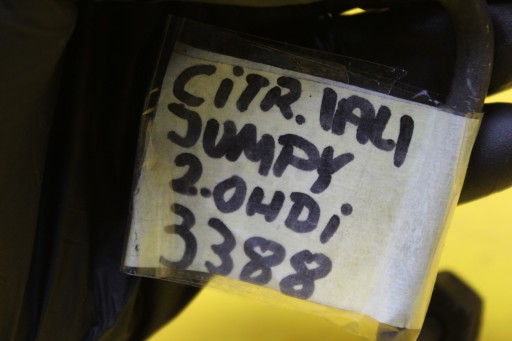 CiTR. IALI
JUMPY
2.0HDi
3388